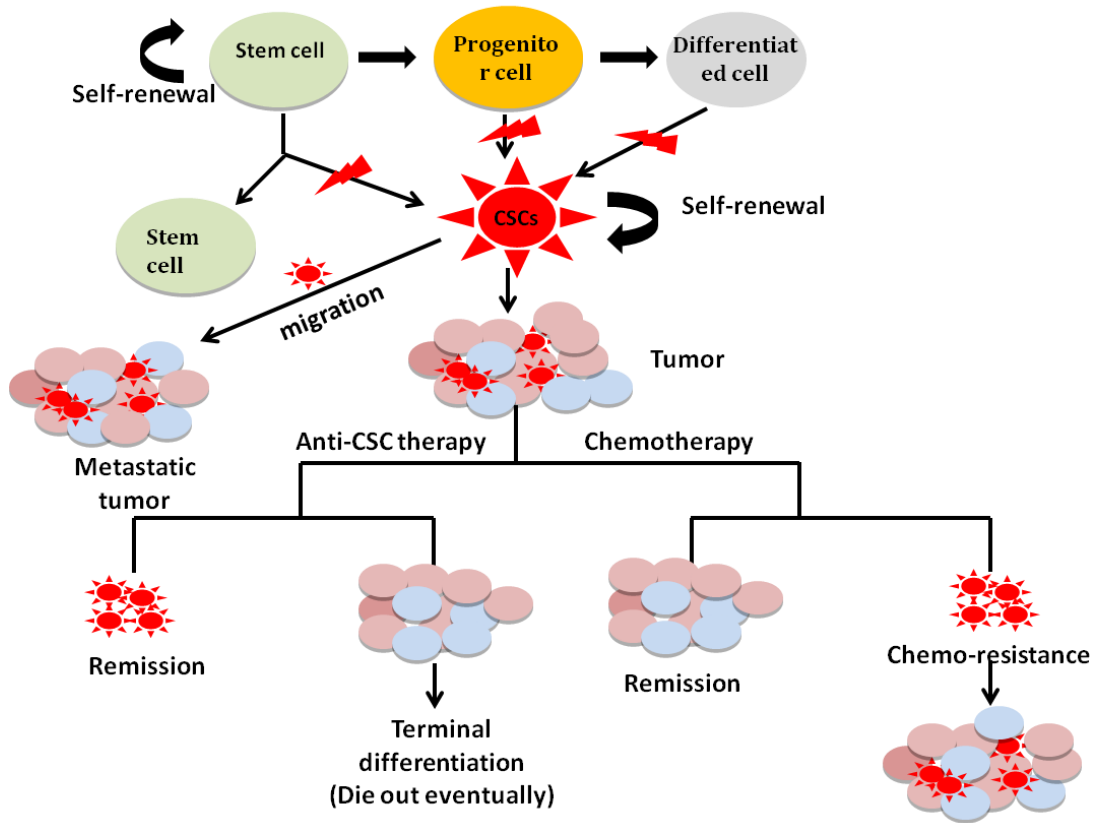 Stem cell
Progenito
r cell
Differentiat
ed cell
Self-renewal
CSCs
Self-renewal
Stem
cell
migration
Tumor
Metastatic
tumor
Anti-CSC therapy
Chemotherapy
Remission
Terminal
differentiation
(Die out eventually)
Remission
Chemo-resistance